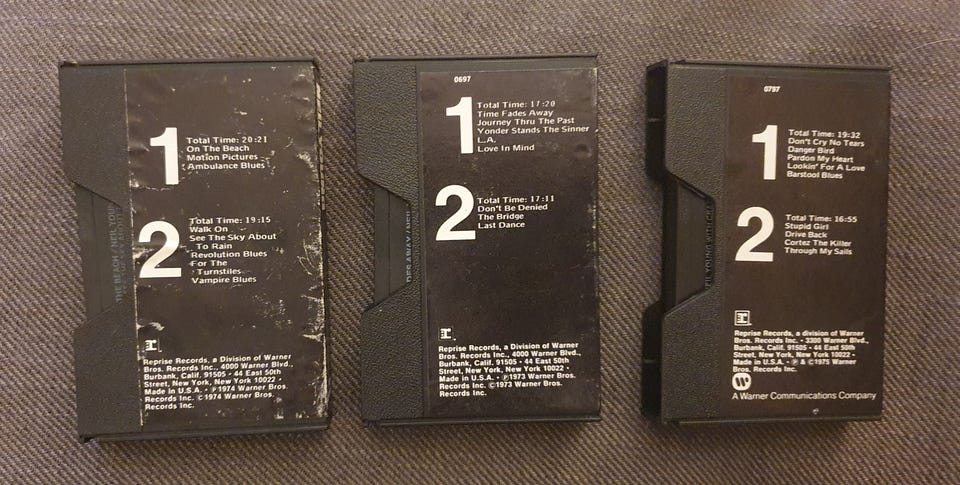 1
Total Time: 20:21
On The Beach
Motion Pictures
Ambulance Blues
2
Total Time: 19:15
Walk On
See The Sky About
To Rain
Revolution Blues
For The
Turnstiles
Vampire Blues
Reprise Records, a Division of Warner
Bros. Records Inc., 4000 Warner Blvd.,
Burbank, Calif. 91505 • 44 East 50th
Street, New York, New York 10022 •
Made in U.S.A. • ℗ 1974 Warner Bros.
Records Inc. © 1974 Warner Bros.
Records Inc.
0697
1
Total Time: 17:20
Time Fades Away
Journey Thru The Past
Yonder Stands The Sinner
L.A.
Love In Mind
2
Total Time: 17:11
Don't Be Denied
The Bridge
Last Dance
Reprise Records, a Division of Warner
Bros. Records Inc., 4000 Warner Blvd.,
Burbank, Calif. 91505 • 44 East 50th
Street, New York, New York 10022 •
Made in U.S.A. • ℗1973 Warner Bros.
Records Inc. ©1973 Warner Bros.
Records Inc.
0797
1
Total Time: 19:32
Don't Cry No Tears
Danger Bird
Pardon My Heart
Lookin' For A Love
Barstool Blues
2
Total Time: 16:55
Stupid Girl
Drive Back
Cortez The Killer
Through My Sails
Reprise Records, a division of Warner
Bros. Records Inc. • 3300 Warner Blvd.,
Burbank, Calif. 91505 • 44 East 50th
Street, New York, New York 10022 •
Made in U.S.A. • ℗ & © 1975 Warner
Bros. Records Inc.
A Warner Communications Company